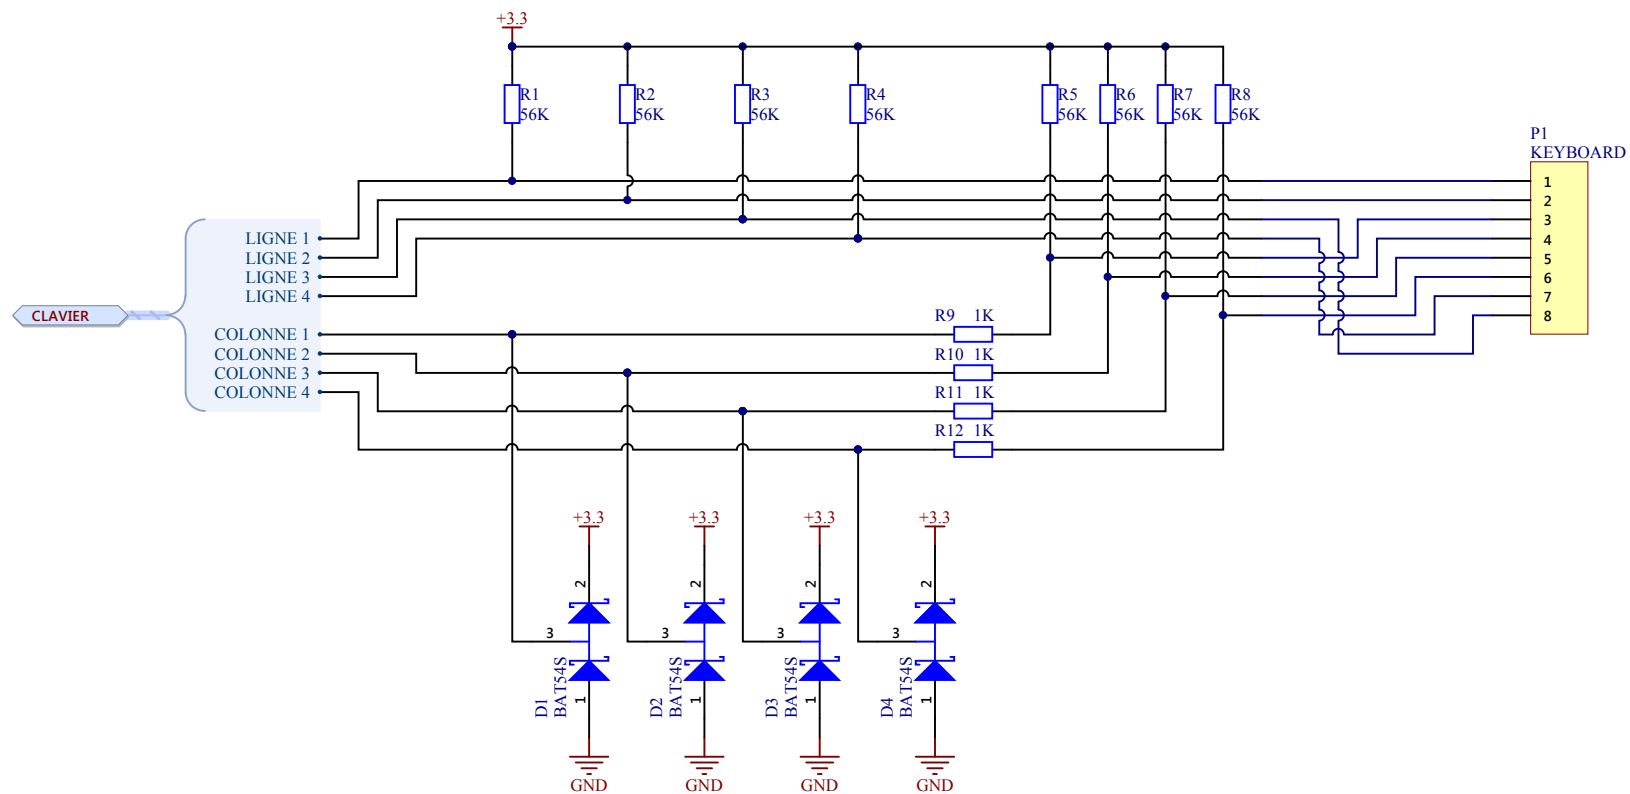 +3.3
R1
56K
R2
56K
R3
56K
R4
56K
R5
56K
R6
56K
R7
56K
R8
56K
P1
KEYBOARD
1
2
3
4
5
6
7
8
LIGNE 1
LIGNE 2
LIGNE 3
LIGNE 4
CLAVIER
COLONNE 1
COLONNE 2
COLONNE 3
COLONNE 4
R9 1K
R10 1K
R11 1K
R12 1K
+3.3
2
3
1
D1
BAT54S
GND
+3.3
2
3
1
D2
BAT54S
GND
+3.3
2
3
1
D3
BAT54S
GND
+3.3
2
3
1
D4
BAT54S
GND